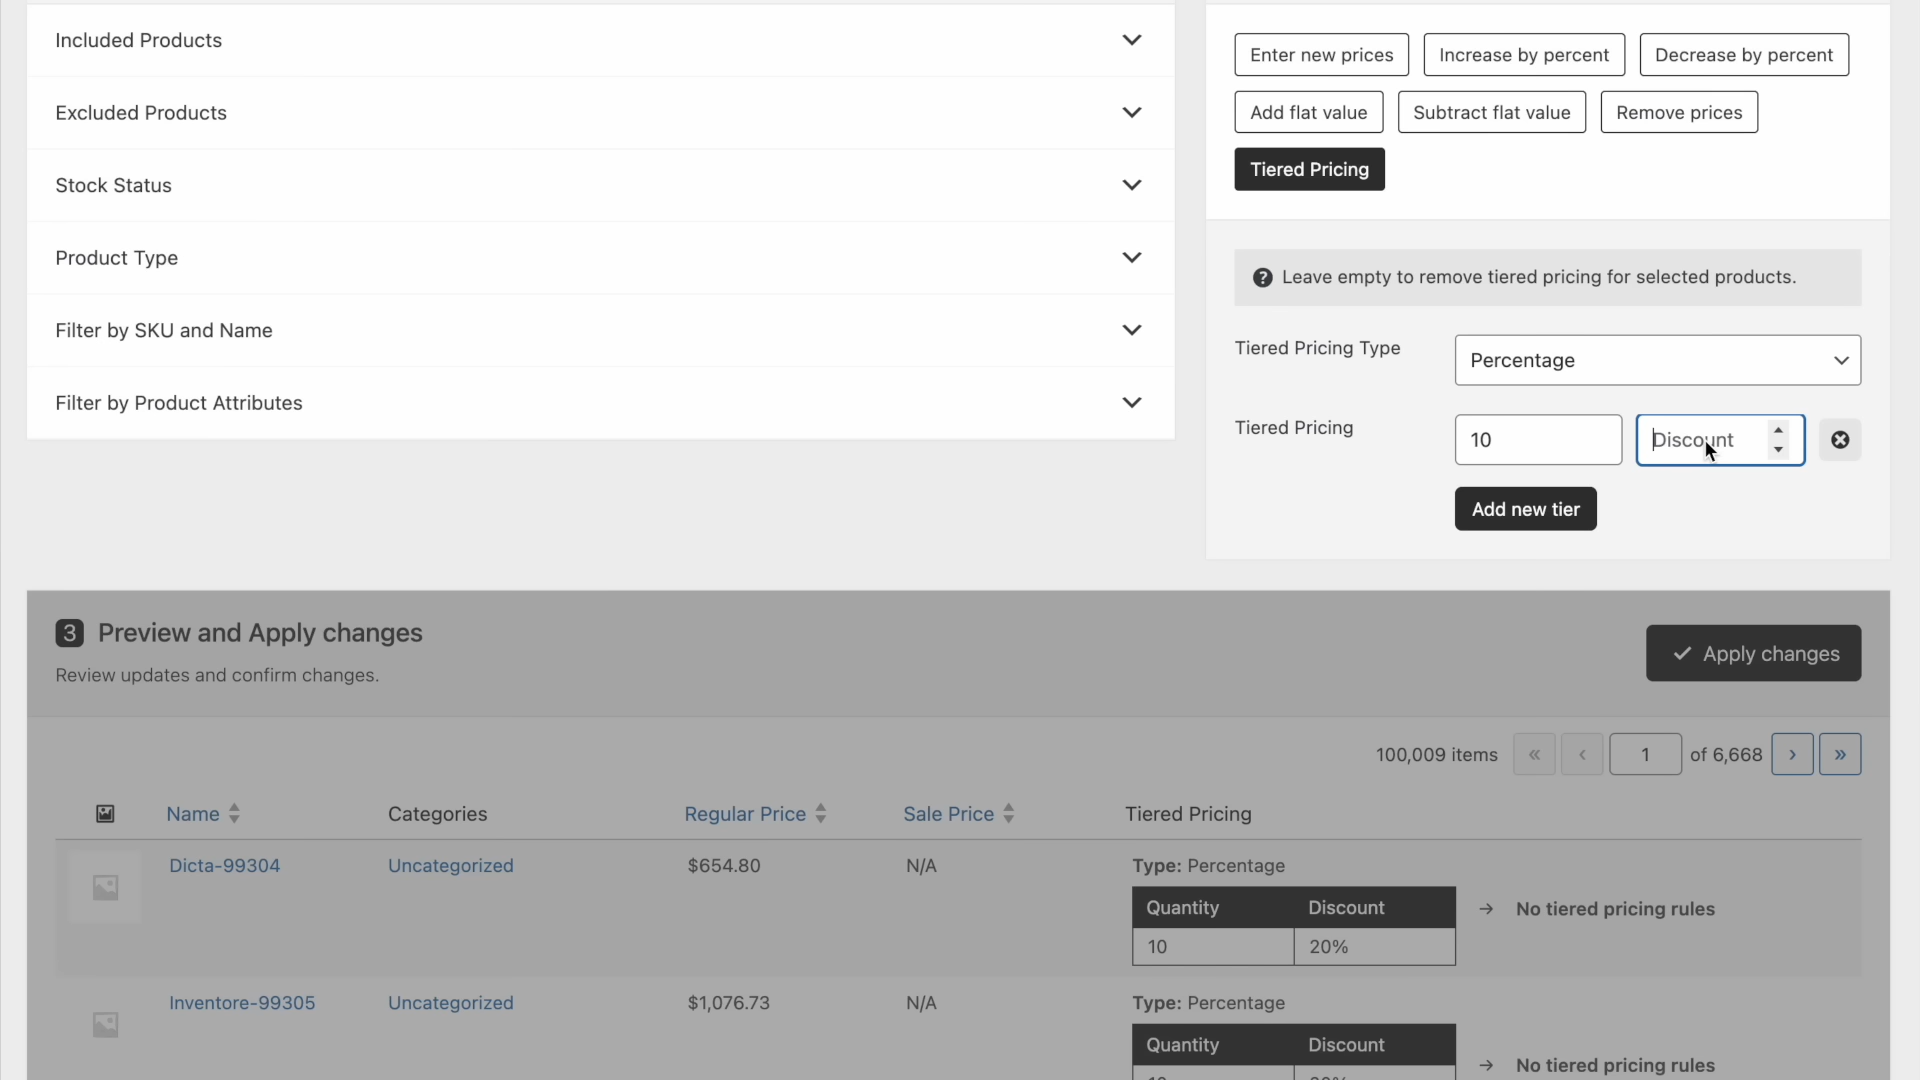 Included Products
Excluded Products
Stock Status
Product Type
Filter by SKU and Name
Filter by Product Attributes
Enter new prices Increase by percent Decrease by percent
Add flat value Subtract flat value Remove prices
Tiered Pricing
Leave empty to remove tiered pricing for selected products.
Tiered Pricing Type Percentage
Tiered Pricing 10 Discount
Add new tier
3 Preview and Apply changes
Review updates and confirm changes.
Apply changes
100,009 items « ‹ 1 of 6,668 › »
Name Categories Regular Price Sale Price Tiered Pricing
Dicta-99304 Uncategorized $654.80 N/A Type: Percentage
Quantity Discount → No tiered pricing rules
10 20%
Inventore-99305 Uncategorized $1,076.73 N/A Type: Percentage
Quantity Discount
→ No tiered pricing rules